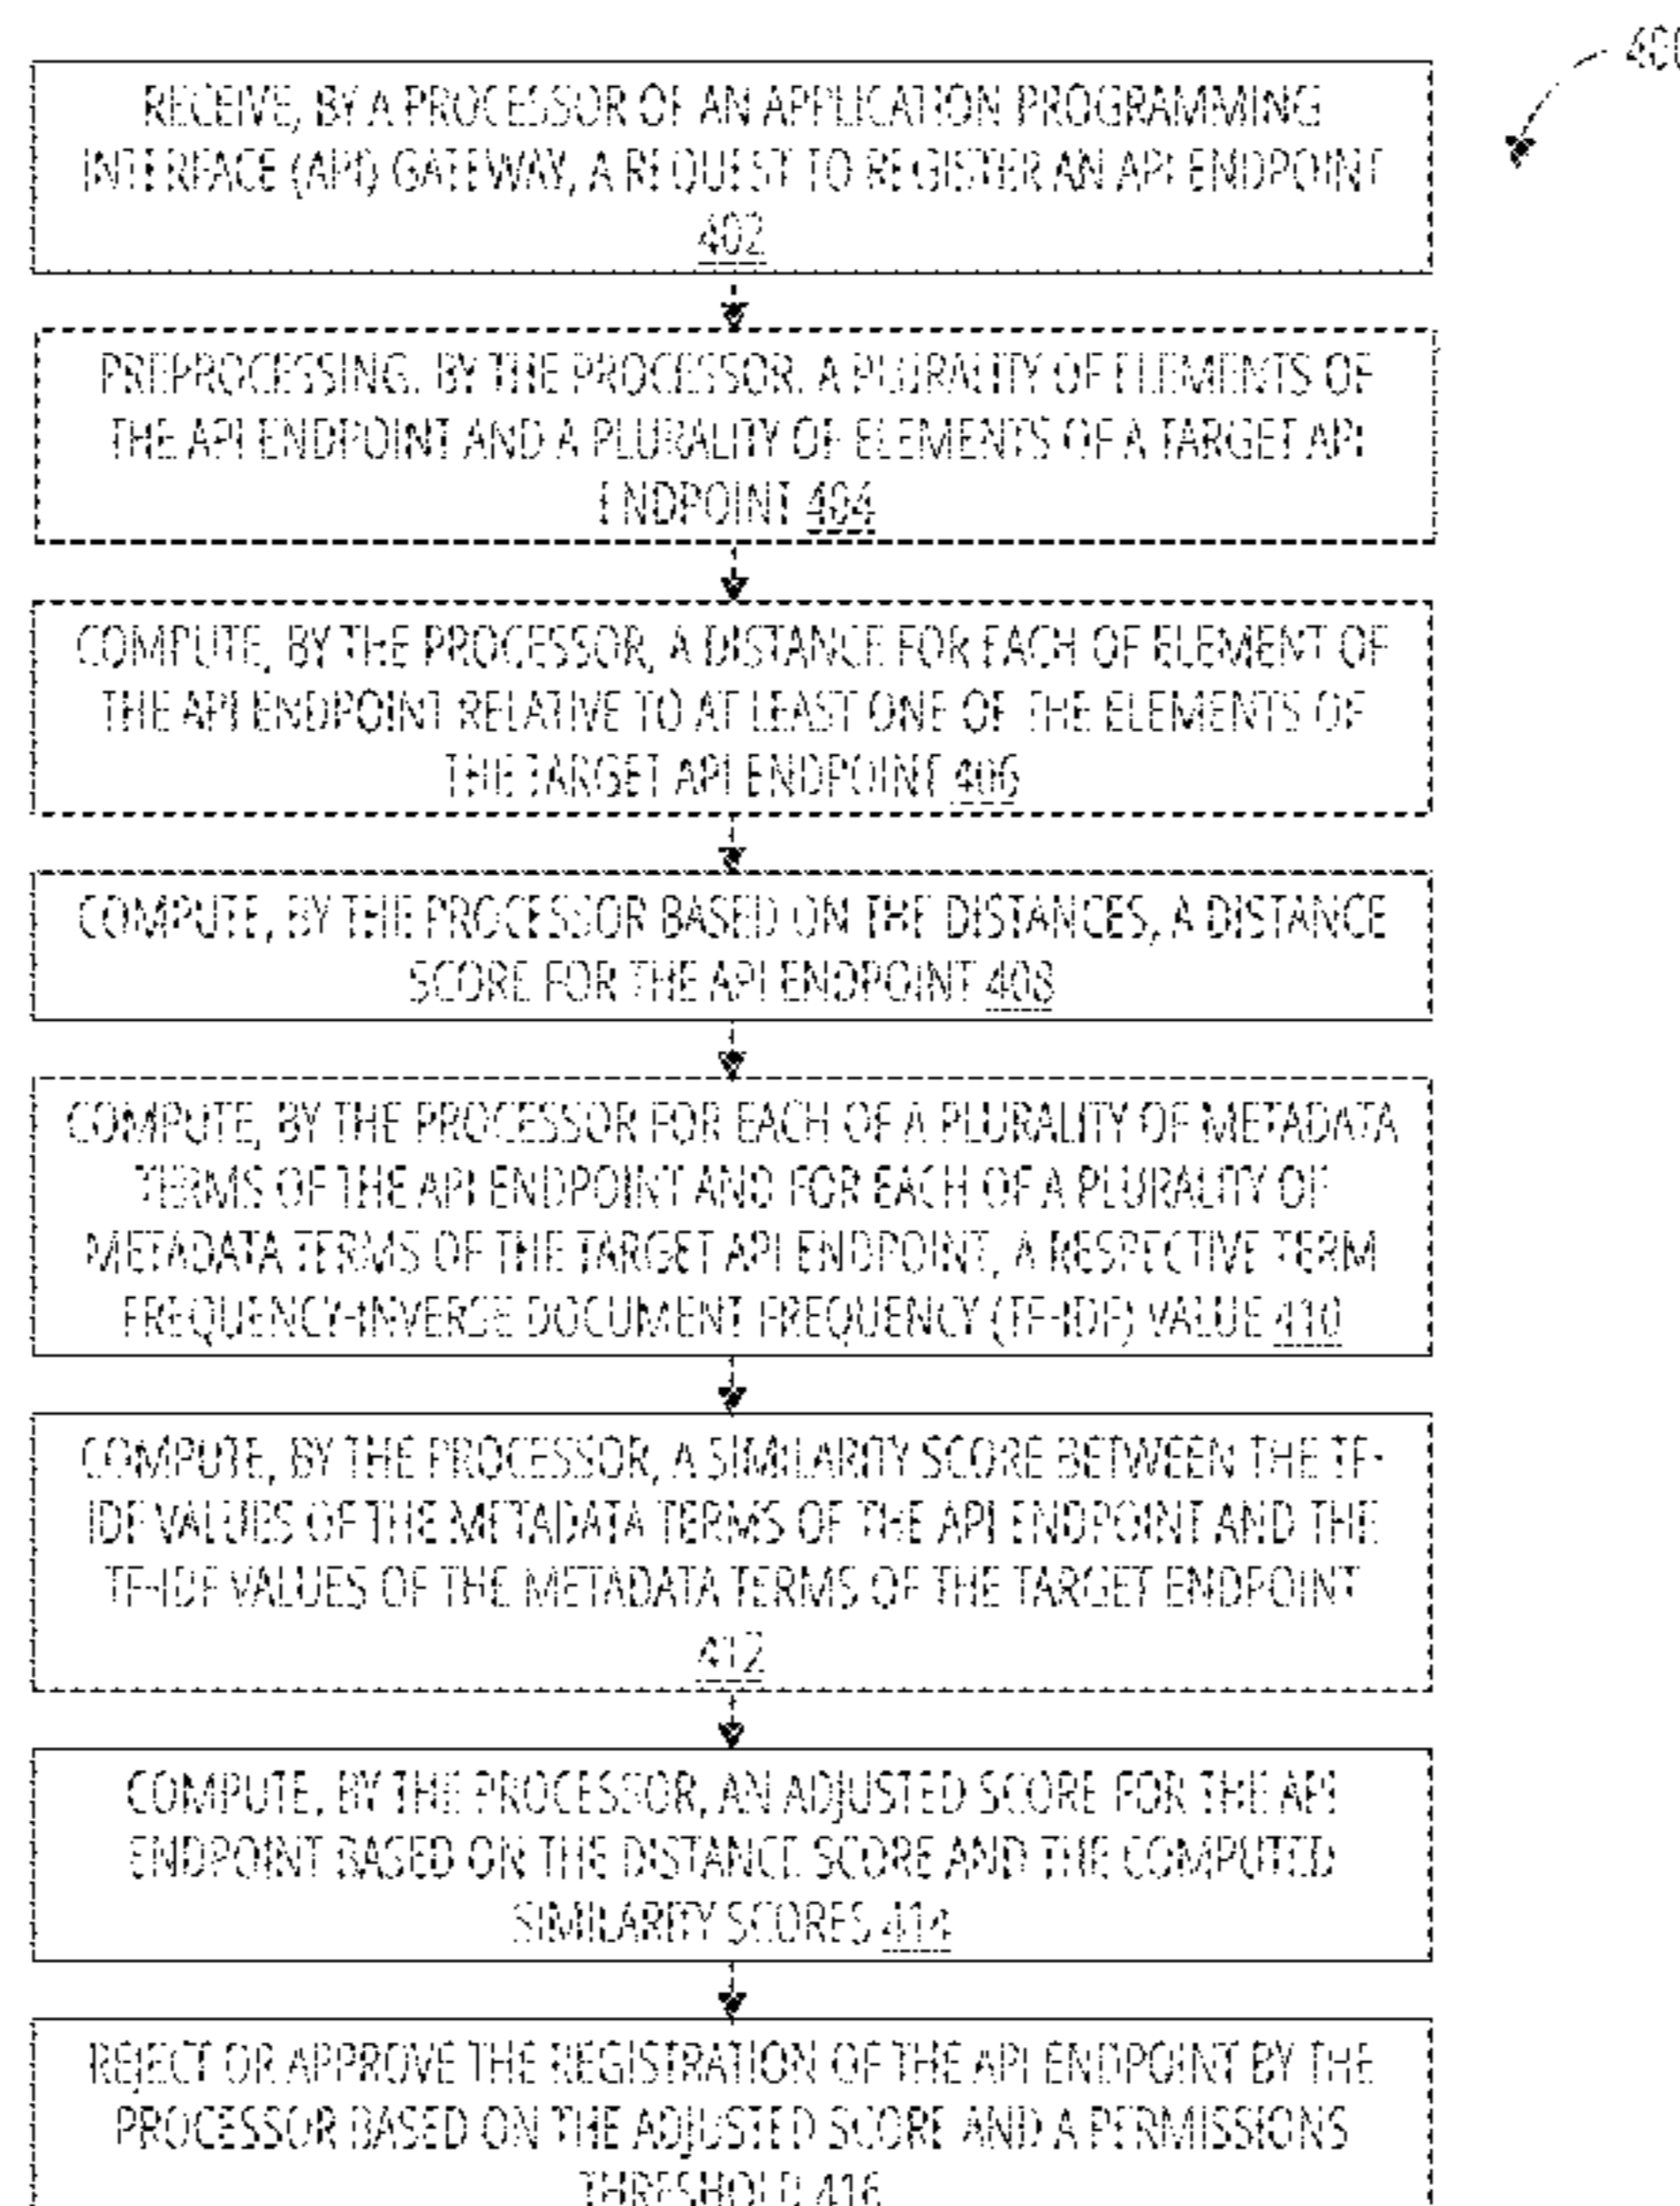 400
RECEIVE, BY A PROCESSOR OF AN APPLICATION PROGRAMMING
INTERFACE (API) GATEWAY, A REQUEST TO REGISTER AN API ENDPOINT
402
PREPROCESSING, BY THE PROCESSOR, A PLURALITY OF ELEMENTS OF
THE API ENDPOINT AND A PLURALITY OF ELEMENTS OF A TARGET API
ENDPOINT 404
COMPUTE, BY THE PROCESSOR, A DISTANCE FOR EACH OF ELEMENT OF
THE API ENDPOINT RELATIVE TO AT LEAST ONE OF THE ELEMENTS OF
THE TARGET API ENDPOINT 406
COMPUTE, BY THE PROCESSOR BASED ON THE DISTANCES, A DISTANCE
SCORE FOR THE API ENDPOINT 408
COMPUTE, BY THE PROCESSOR FOR EACH OF A PLURALITY OF METADATA
TERMS OF THE API ENDPOINT AND FOR EACH OF A PLURALITY OF
METADATA TERMS OF THE TARGET API ENDPOINT, A RESPECTIVE TERM
FREQUENCY-INVERSE DOCUMENT FREQUENCY (TF-IDF) VALUE 410
COMPUTE, BY THE PROCESSOR, A SIMILARITY SCORE BETWEEN THE TF-
IDF VALUES OF THE METADATA TERMS OF THE API ENDPOINT AND THE
TF-IDF VALUES OF THE METADATA TERMS OF THE TARGET ENDPOINT
412
COMPUTE, BY THE PROCESSOR, AN ADJUSTED SCORE FOR THE API
ENDPOINT BASED ON THE DISTANCE SCORE AND THE COMPUTED
SIMILARITY SCORES 414
REJECT OR APPROVE THE REGISTRATION OF THE API ENDPOINT BY THE
PROCESSOR BASED ON THE ADJUSTED SCORE AND A PERMISSIONS
THRESHOLD 416